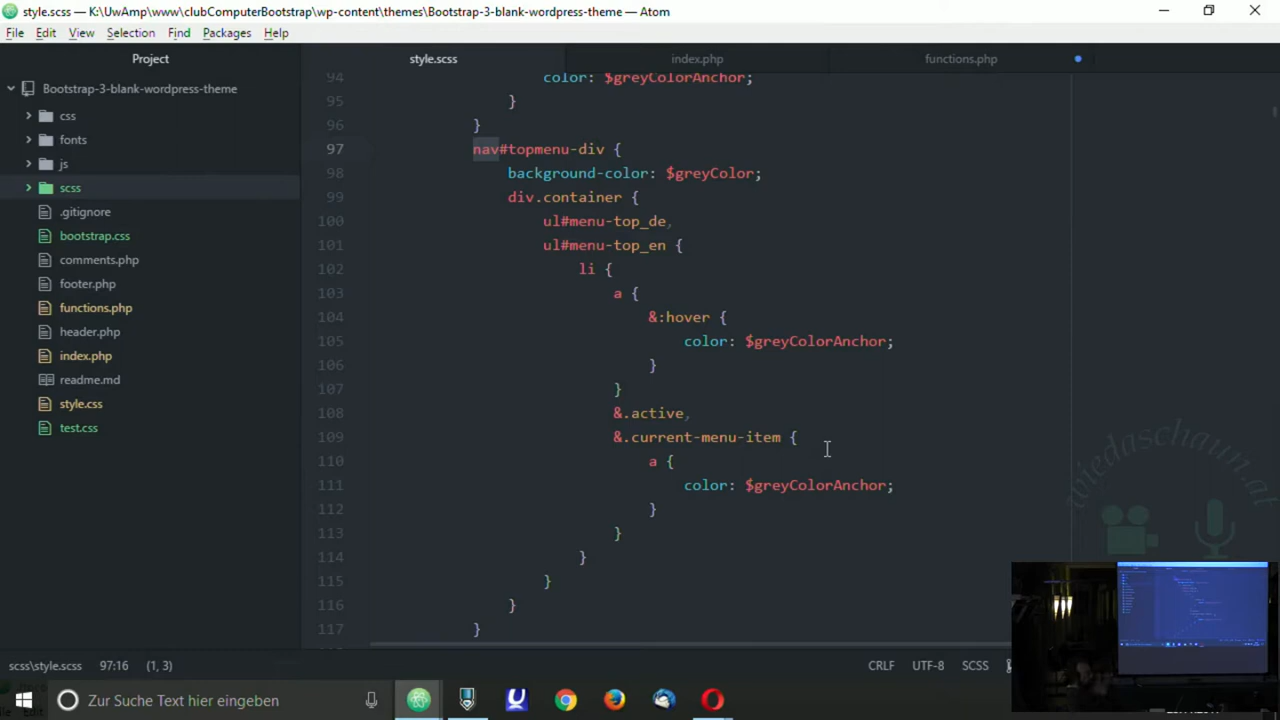 style.scss — K:\UwAmp\www\clubComputerBootstrap\wp-content\themes\Bootstrap-3-blank-wordpress-theme — Atom
File Edit View Selection Find Packages Help
Project
style.scss
index.php
functions.php
Bootstrap-3-blank-wordpress-theme
css
fonts
js
scss
.gitignore
bootstrap.css
comments.php
footer.php
functions.php
header.php
index.php
readme.md
style.css
test.css
94 color: $greyColorAnchor;
95 }
96 }
97 nav#topmenu-div {
98 background-color: $greyColor;
99 div.container {
100 ul#menu-top_de,
101 ul#menu-top_en {
102 li {
103 a {
104 &:hover {
105 color: $greyColorAnchor;
106 }
107 }
108 &.active,
109 &.current-menu-item {
110 a {
111 color: $greyColorAnchor;
112 }
113 }
114 }
115 }
116 }
117 }
wiedaschaun.at
scss\style.scss 97:16 (1, 3)
CRLF UTF-8 SCSS
Zur Suche Text hier eingeben